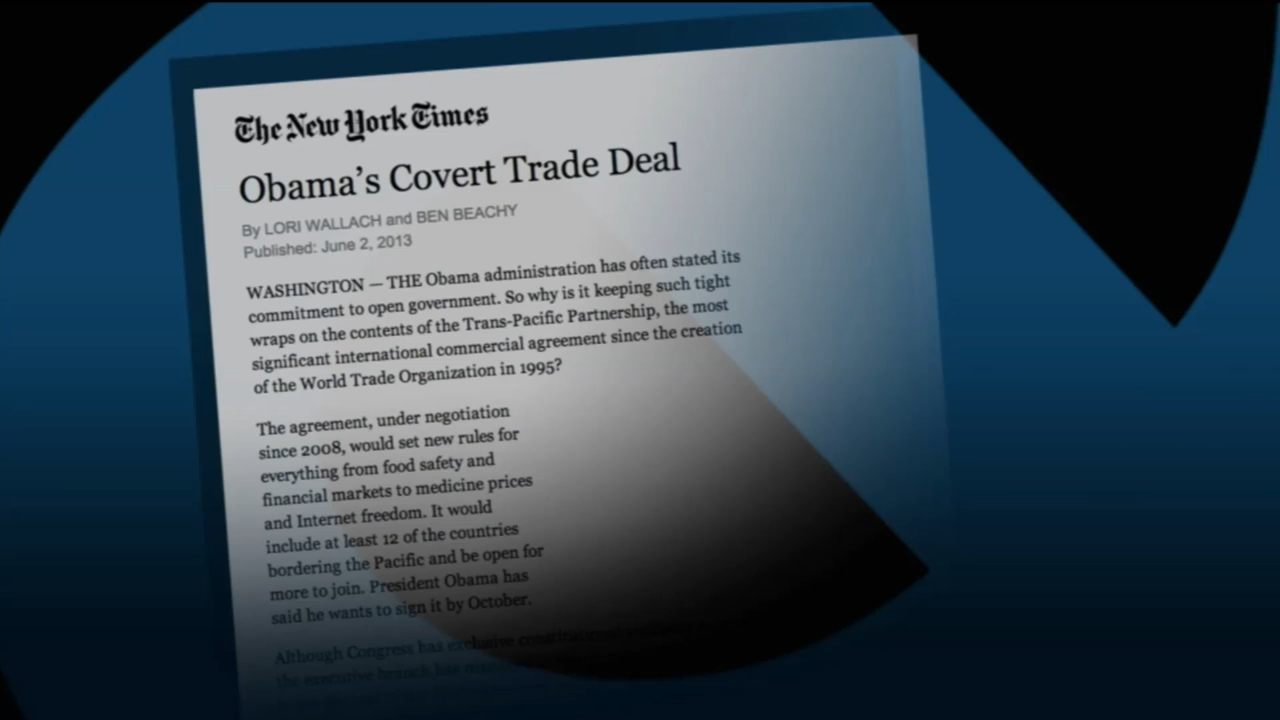 The New York Times
Obama's Covert Trade Deal
By LORI WALLACH and BEN BEACHY
Published: June 2, 2013
WASHINGTON — THE Obama administration has often stated its
commitment to open government. So why is it keeping such tight
wraps on the contents of the Trans-Pacific Partnership, the most
significant international commercial agreement since the creation
of the World Trade Organization in 1995?
The agreement, under negotiation
since 2008, would set new rules for
everything from food safety and
financial markets to medicine prices
and Internet freedom. It would
include at least 12 of the countries
bordering the Pacific and be open for
more to join. President Obama has
said he wants to sign it by October.
Although Congress has exclusive constitutional
the executive branch has